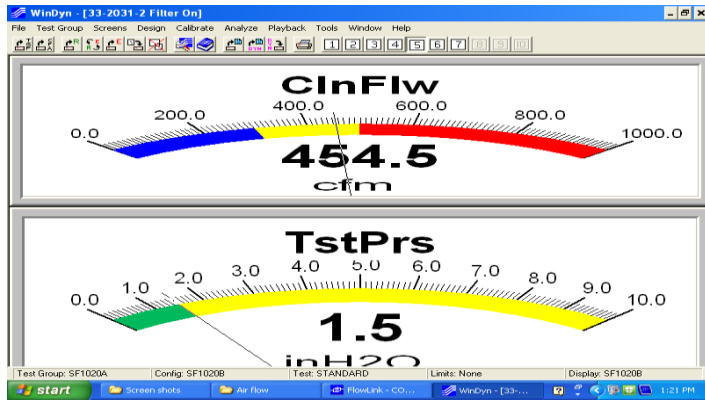 WinDyn - [33-2031-2 Filter On]
File Test Group Screens Design Calibrate Analyze Playback Tools Window Help
1 2 3 4 5 6 7 8 9 10
ClnFlw
0.0 200.0 400.0 600.0 800.0 1000.0
454.5
cfm
TstPrs
0.0 1.0 2.0 3.0 4.0 5.0 6.0 7.0 8.0 9.0 10.0
1.5
inH2O
Test Group: SF1020A Config: SF1020B Test: STANDARD Limits: None Display: SF1020B
start Screen shots Air flow FlowLink - CO... WinDyn - [33-... 1:21 PM